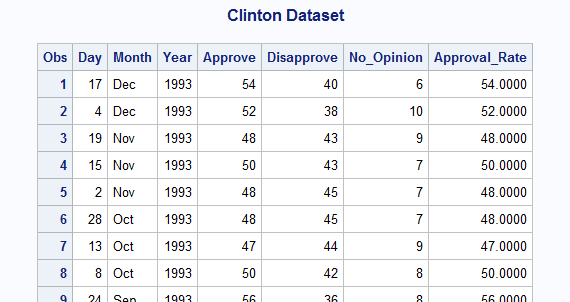 Clinton Dataset
Obs Day Month Year Approve Disapprove No_Opinion Approval_Rate
1 17 Dec 1993 54 40 6 54.0000
2 4 Dec 1993 52 38 10 52.0000
3 19 Nov 1993 48 43 9 48.0000
4 15 Nov 1993 50 43 7 50.0000
5 2 Nov 1993 48 45 7 48.0000
6 28 Oct 1993 48 45 7 48.0000
7 13 Oct 1993 47 44 9 47.0000
8 8 Oct 1993 50 42 8 50.0000
9 24 Sep 1993 56 36 8 56.0000